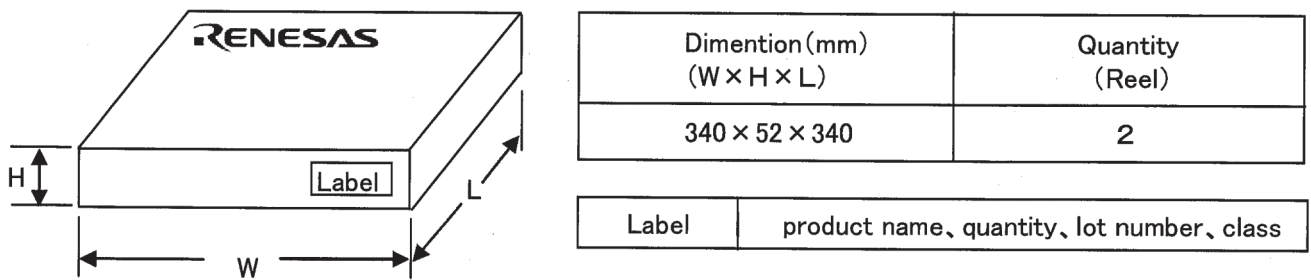 RENESAS
H
Label
L
W
Dimention(mm)
(W×H×L)
Quantity
(Reel)
340×52×340
2
Label
product name、quantity、lot number、class